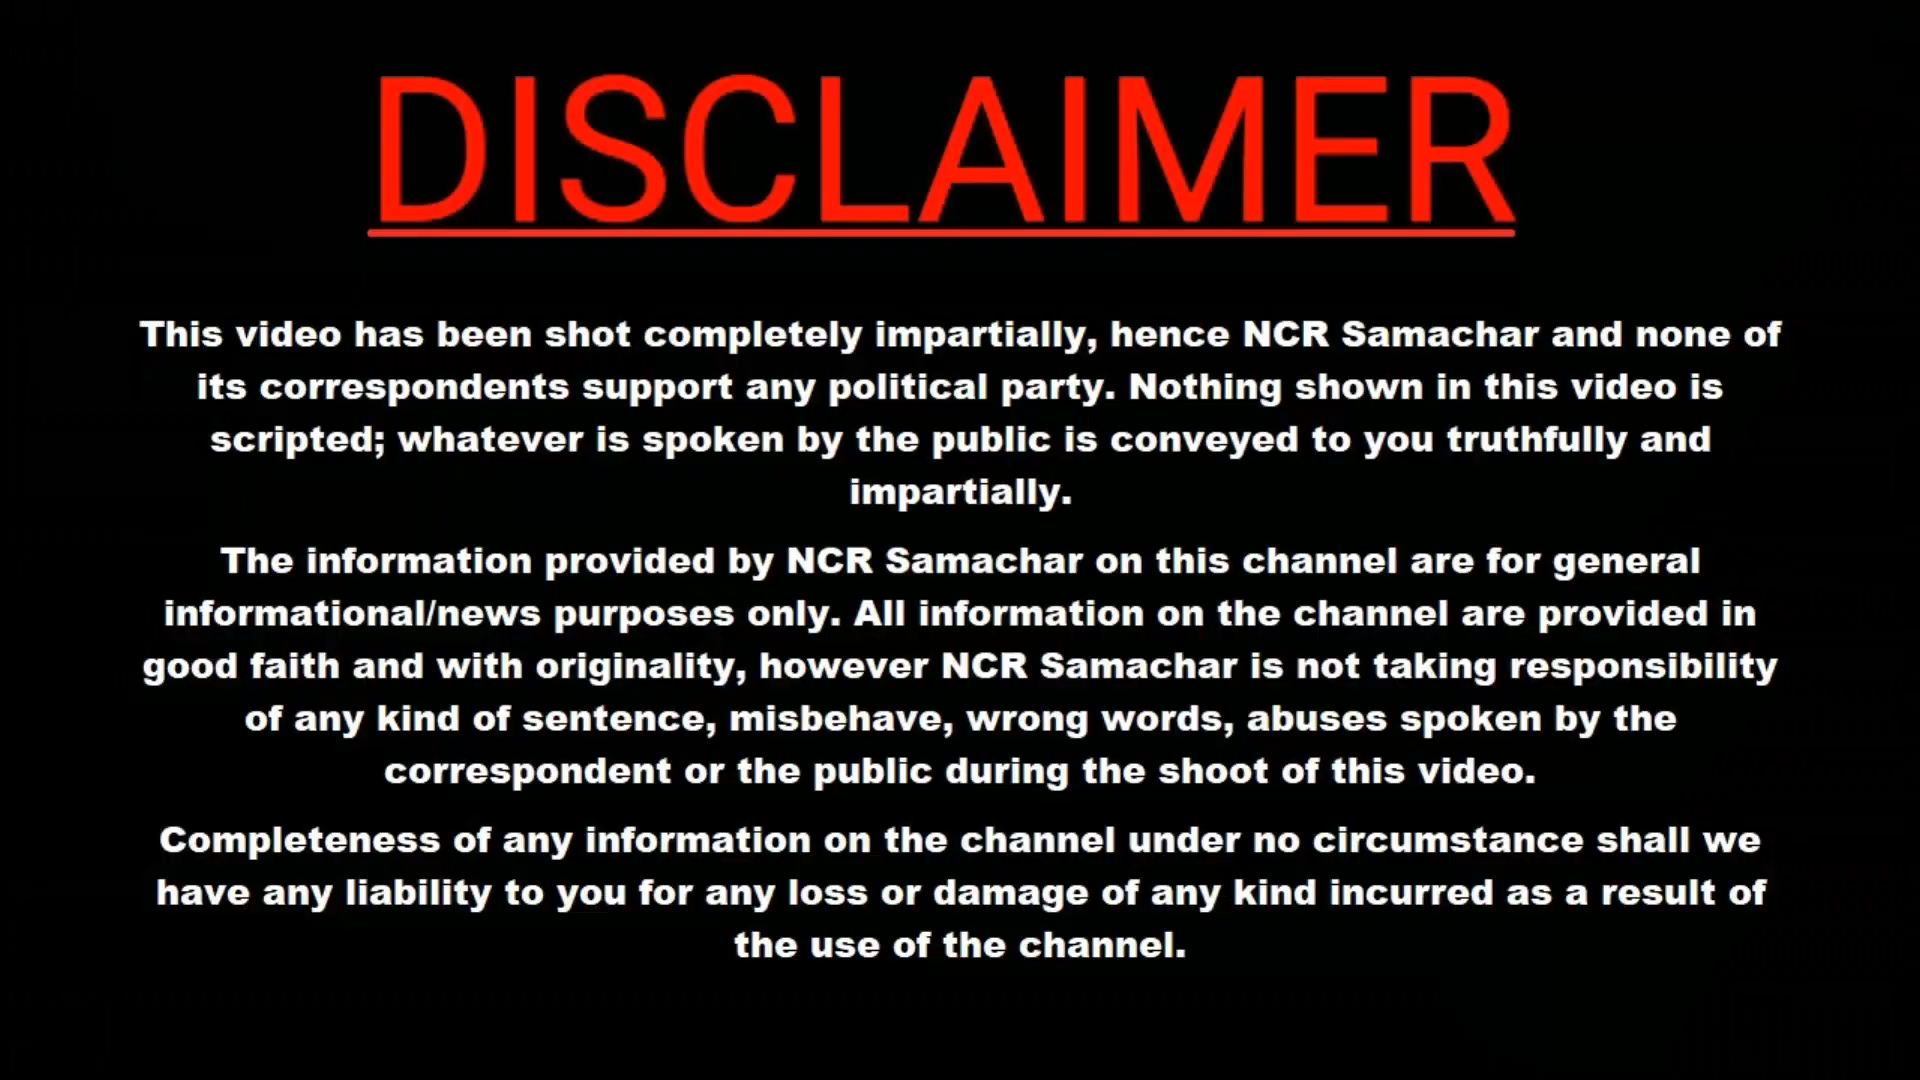 DISCLAIMER
This video has been shot completely impartially, hence NCR Samachar and none of
its correspondents support any political party. Nothing shown in this video is
scripted; whatever is spoken by the public is conveyed to you truthfully and
impartially.
The information provided by NCR Samachar on this channel are for general
informational/news purposes only. All information on the channel are provided in
good faith and with originality, however NCR Samachar is not taking responsibility
of any kind of sentence, misbehave, wrong words, abuses spoken by the
correspondent or the public during the shoot of this video.
Completeness of any information on the channel under no circumstance shall we
have any liability to you for any loss or damage of any kind incurred as a result of
the use of the channel.